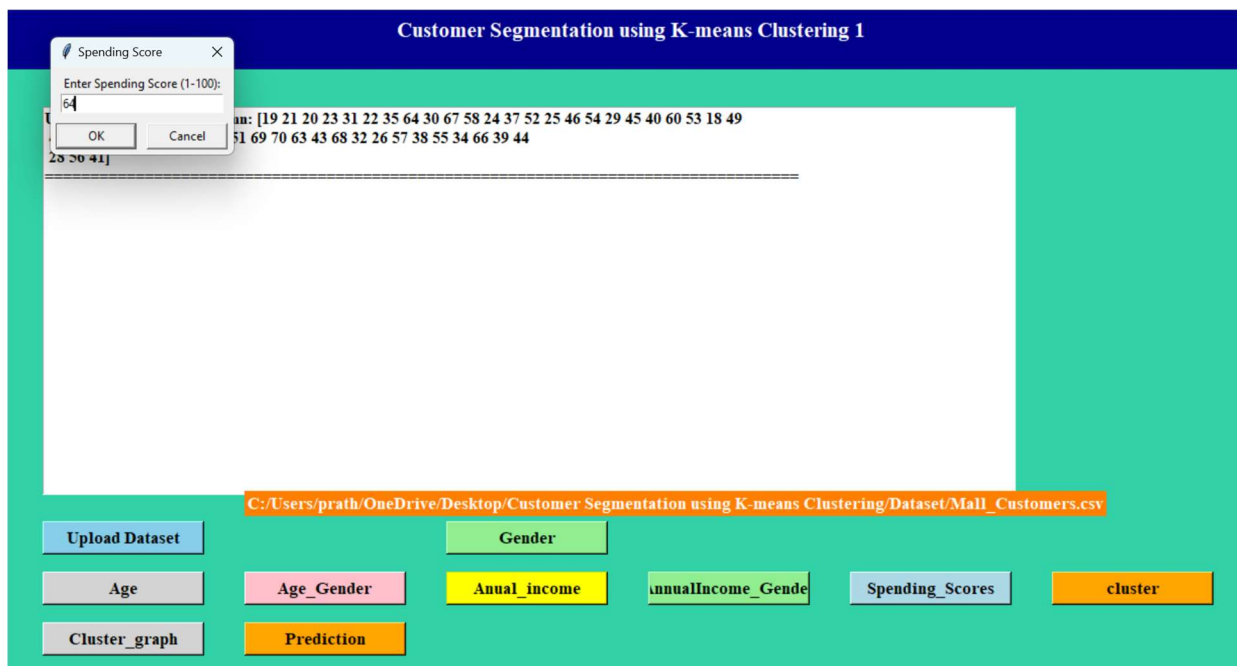 Customer Segmentation using K-means Clustering 1
Spending Score
Enter Spending Score (1-100):
64
OK Cancel
nn: [19 21 20 23 31 22 35 64 30 67 58 24 37 52 25 46 54 29 45 40 60 53 18 49
51 69 70 63 43 68 32 26 57 38 55 34 66 39 44
28 56 41]
==========================================================================================
C:/Users/prath/OneDrive/Desktop/Customer Segmentation using K-means Clustering/Dataset/Mall_Customers.csv
Upload Dataset Gender
Age Age_Gender Anual_income nnualIncome_Gende Spending_Scores cluster
Cluster_graph Prediction